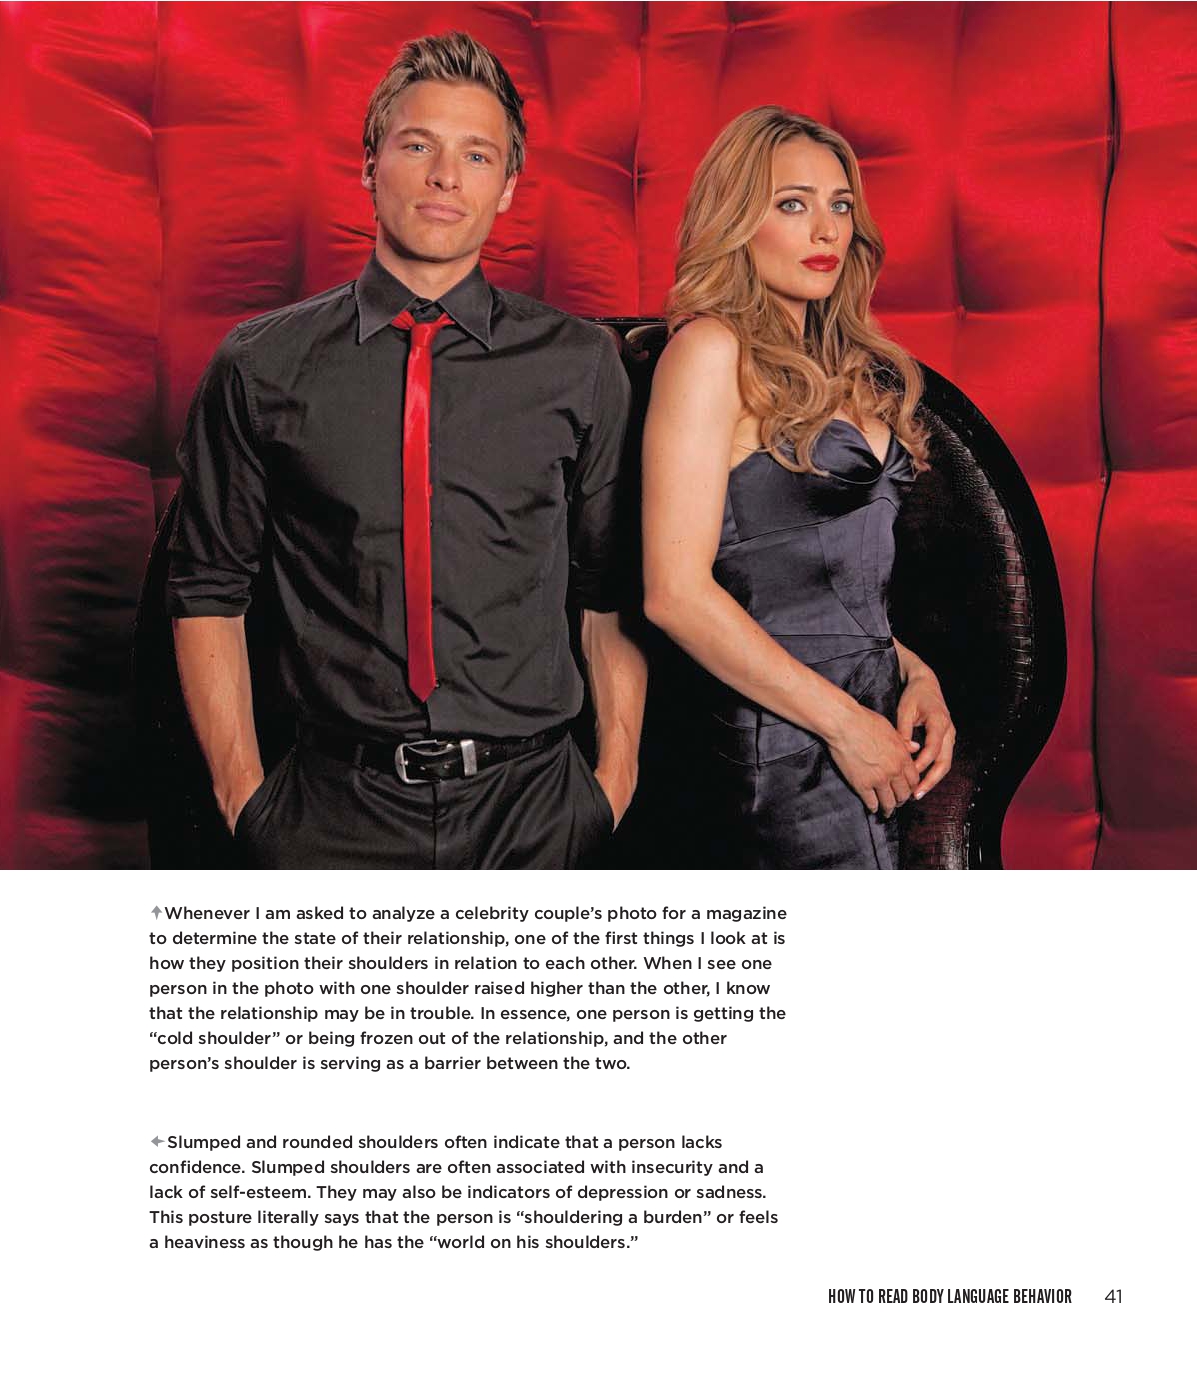 Whenever I am asked to analyze a celebrity couple’s photo for a magazine
to determine the state of their relationship, one of the first things I look at is
how they position their shoulders in relation to each other. When I see one
person in the photo with one shoulder raised higher than the other, I know
that the relationship may be in trouble. In essence, one person is getting the
“cold shoulder” or being frozen out of the relationship, and the other
person’s shoulder is serving as a barrier between the two.
Slumped and rounded shoulders often indicate that a person lacks
confidence. Slumped shoulders are often associated with insecurity and a
lack of self-esteem. They may also be indicators of depression or sadness.
This posture literally says that the person is “shouldering a burden” or feels
a heaviness as though he has the “world on his shoulders.”
HOW TO READ BODY LANGUAGE BEHAVIOR 41